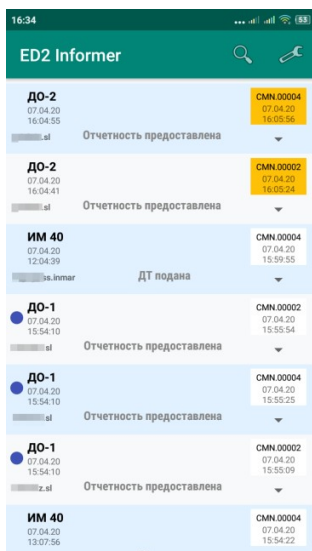 16:34
53
ED2 Informer
ДО-2
CMN.00004
07.04.20
07.04.20
16:04:55
16:05:56
.sl
Отчетность предоставлена
ДО-2
CMN.00002
07.04.20
07.04.20
16:04:41
16:05:24
.sl
Отчетность предоставлена
ИМ 40
CMN.00004
07.04.20
07.04.20
12:04:39
15:59:55
ss.inmar
ДТ подана
ДО-1
CMN.00002
07.04.20
07.04.20
15:54:10
15:55:54
sl
Отчетность предоставлена
ДО-1
CMN.00004
07.04.20
07.04.20
15:54:10
15:55:25
sl
Отчетность предоставлена
ДО-1
CMN.00002
07.04.20
07.04.20
15:54:10
15:55:09
z.sl
Отчетность предоставлена
ИМ 40
CMN.00004
07.04.20
07.04.20
13:07:56
15:54:22